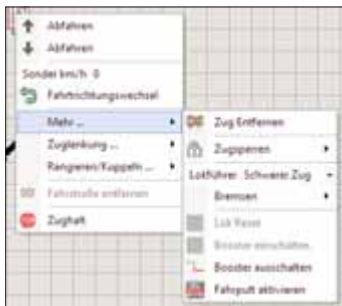 Abfahren
Abfahren
Sonder km/h 0
Fahrtrichtungswechsel
Mehr ...
Zuglenkung ...
Rangieren/Kuppeln ...
Fahrstraße entfernen
Zughalt
Zug Entfernen
Zugsperren
Lokführer Schwerer Zug
Bremsen
Lok Reset
Booster einschalten
Booster ausschalten
Fahrpult aktivieren